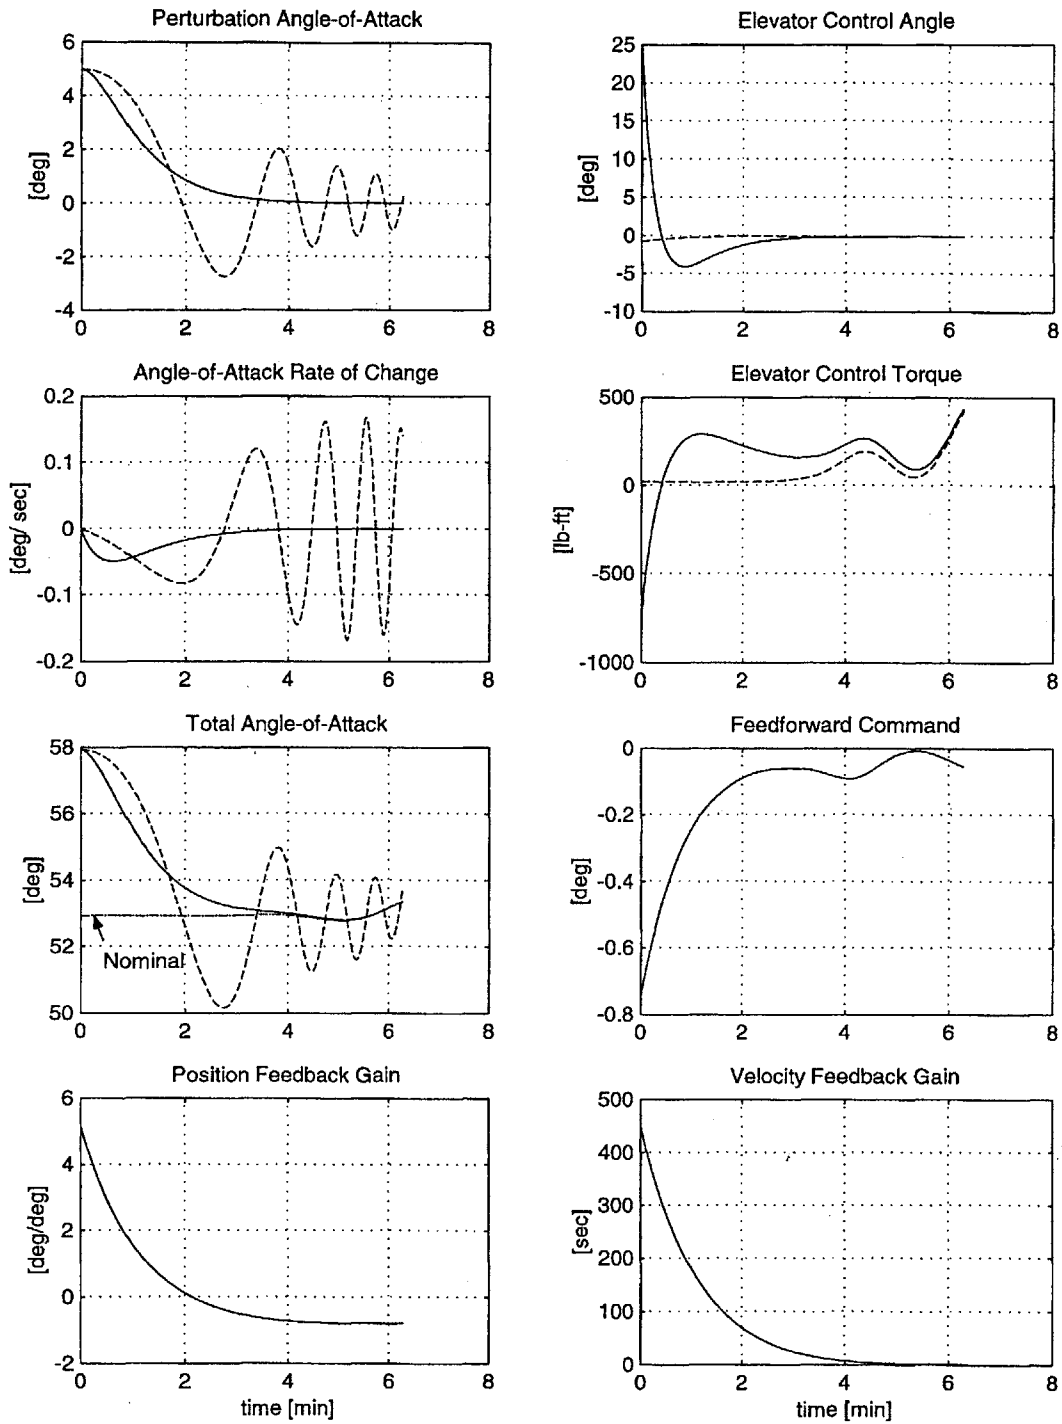 Perturbation Angle-of-Attack
6
4
2
0
-2
-4
[deg]
0 2 4 6 8
Elevator Control Angle
25
20
15
10
5
0
-5
-10
[deg]
0 2 4 6 8
Angle-of-Attack Rate of Change
0.2
0.1
0
-0.1
-0.2
[deg/ sec]
0 2 4 6 8
Elevator Control Torque
500
0
-500
-1000
[lb-ft]
0 2 4 6 8
Total Angle-of-Attack
58
56
54
52
50
[deg]
Nominal
0 2 4 6 8
Feedforward Command
0
-0.2
-0.4
-0.6
-0.8
[deg]
0 2 4 6 8
Position Feedback Gain
6
4
2
0
-2
[deg/deg]
0 2 4 6 8
time [min]
Velocity Feedback Gain
500
400
300
200
100
0
[sec]
0 2 4 6 8
time [min]